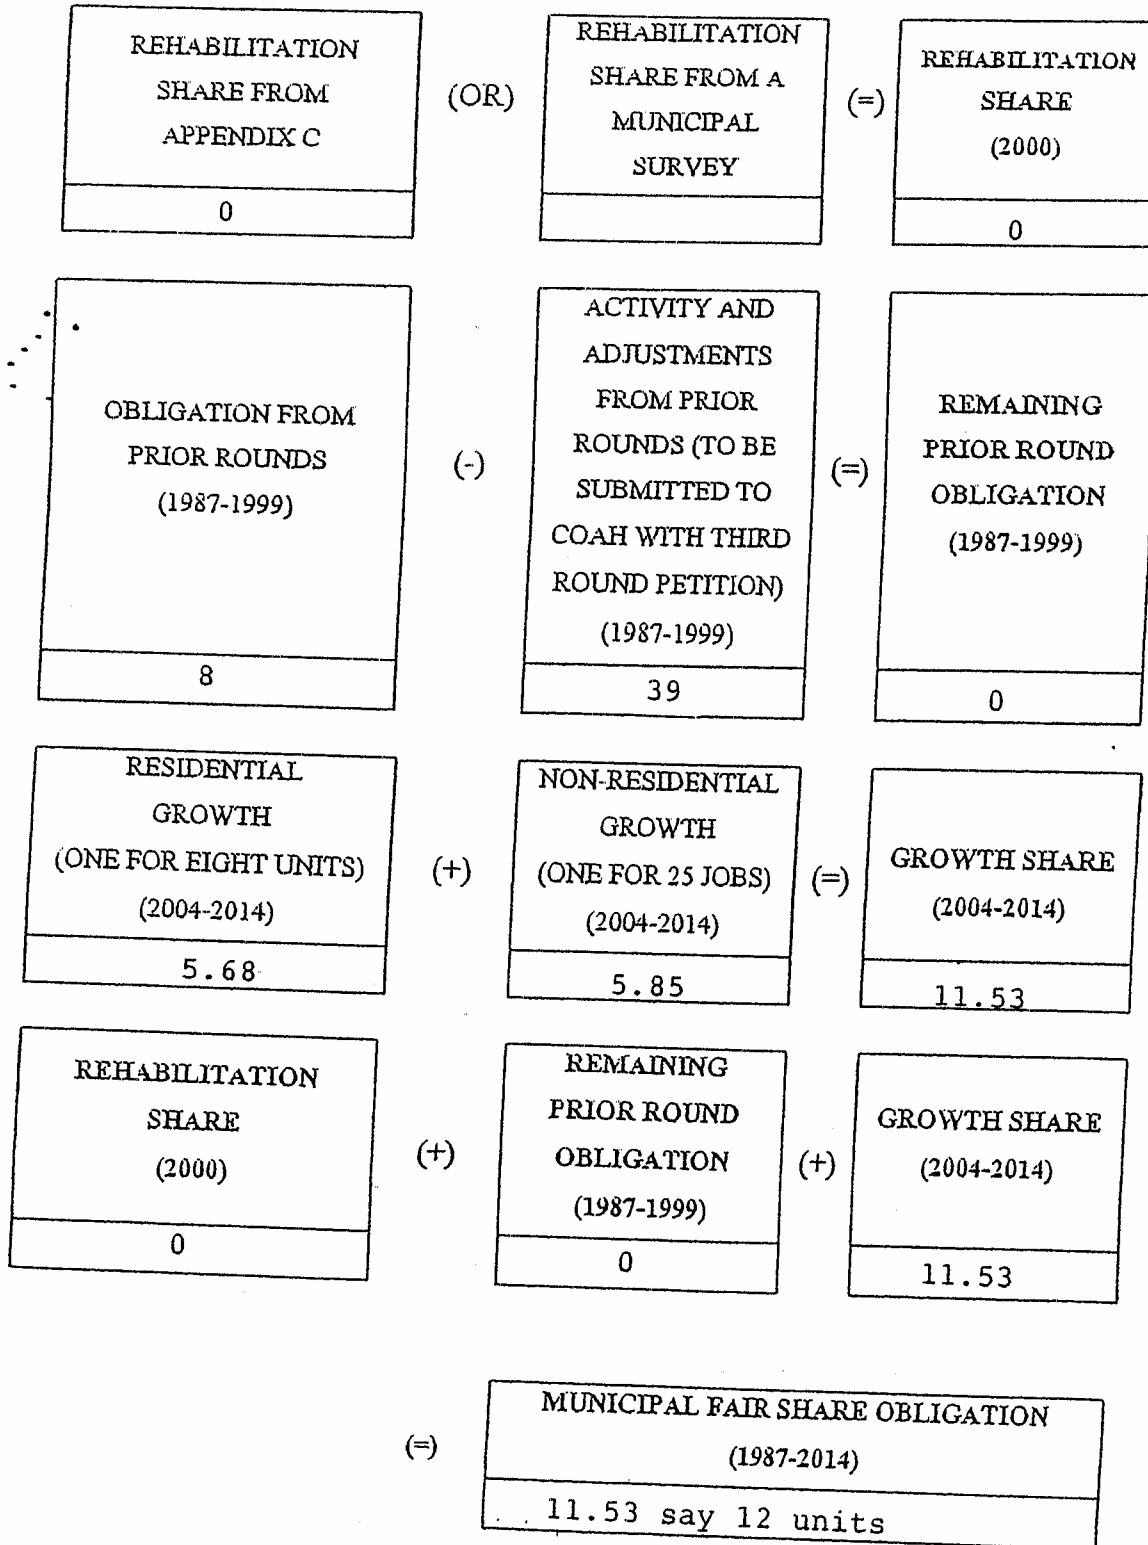 REHABILITATION
SHARE FROM
APPENDIX C
0
(OR)
REHABILITATION
SHARE FROM A
MUNICIPAL
SURVEY
(=)
REHABILITATION
SHARE
(2000)
0
OBLIGATION FROM
PRIOR ROUNDS
(1987-1999)
8
(-)
ACTIVITY AND
ADJUSTMENTS
FROM PRIOR
ROUNDS (TO BE
SUBMITTED TO
COAH WITH THIRD
ROUND PETITION)
(1987-1999)
39
(=)
REMAINING
PRIOR ROUND
OBLIGATION
(1987-1999)
0
RESIDENTIAL
GROWTH
(ONE FOR EIGHT UNITS)
(2004-2014)
5.68
(+)
NON-RESIDENTIAL
GROWTH
(ONE FOR 25 JOBS)
(2004-2014)
5.85
(=)
GROWTH SHARE
(2004-2014)
11.53
REHABILITATION
SHARE
(2000)
0
(+)
REMAINING
PRIOR ROUND
OBLIGATION
(1987-1999)
0
(+)
GROWTH SHARE
(2004-2014)
11.53
(=)
MUNICIPAL FAIR SHARE OBLIGATION
(1987-2014)
11.53 say 12 units